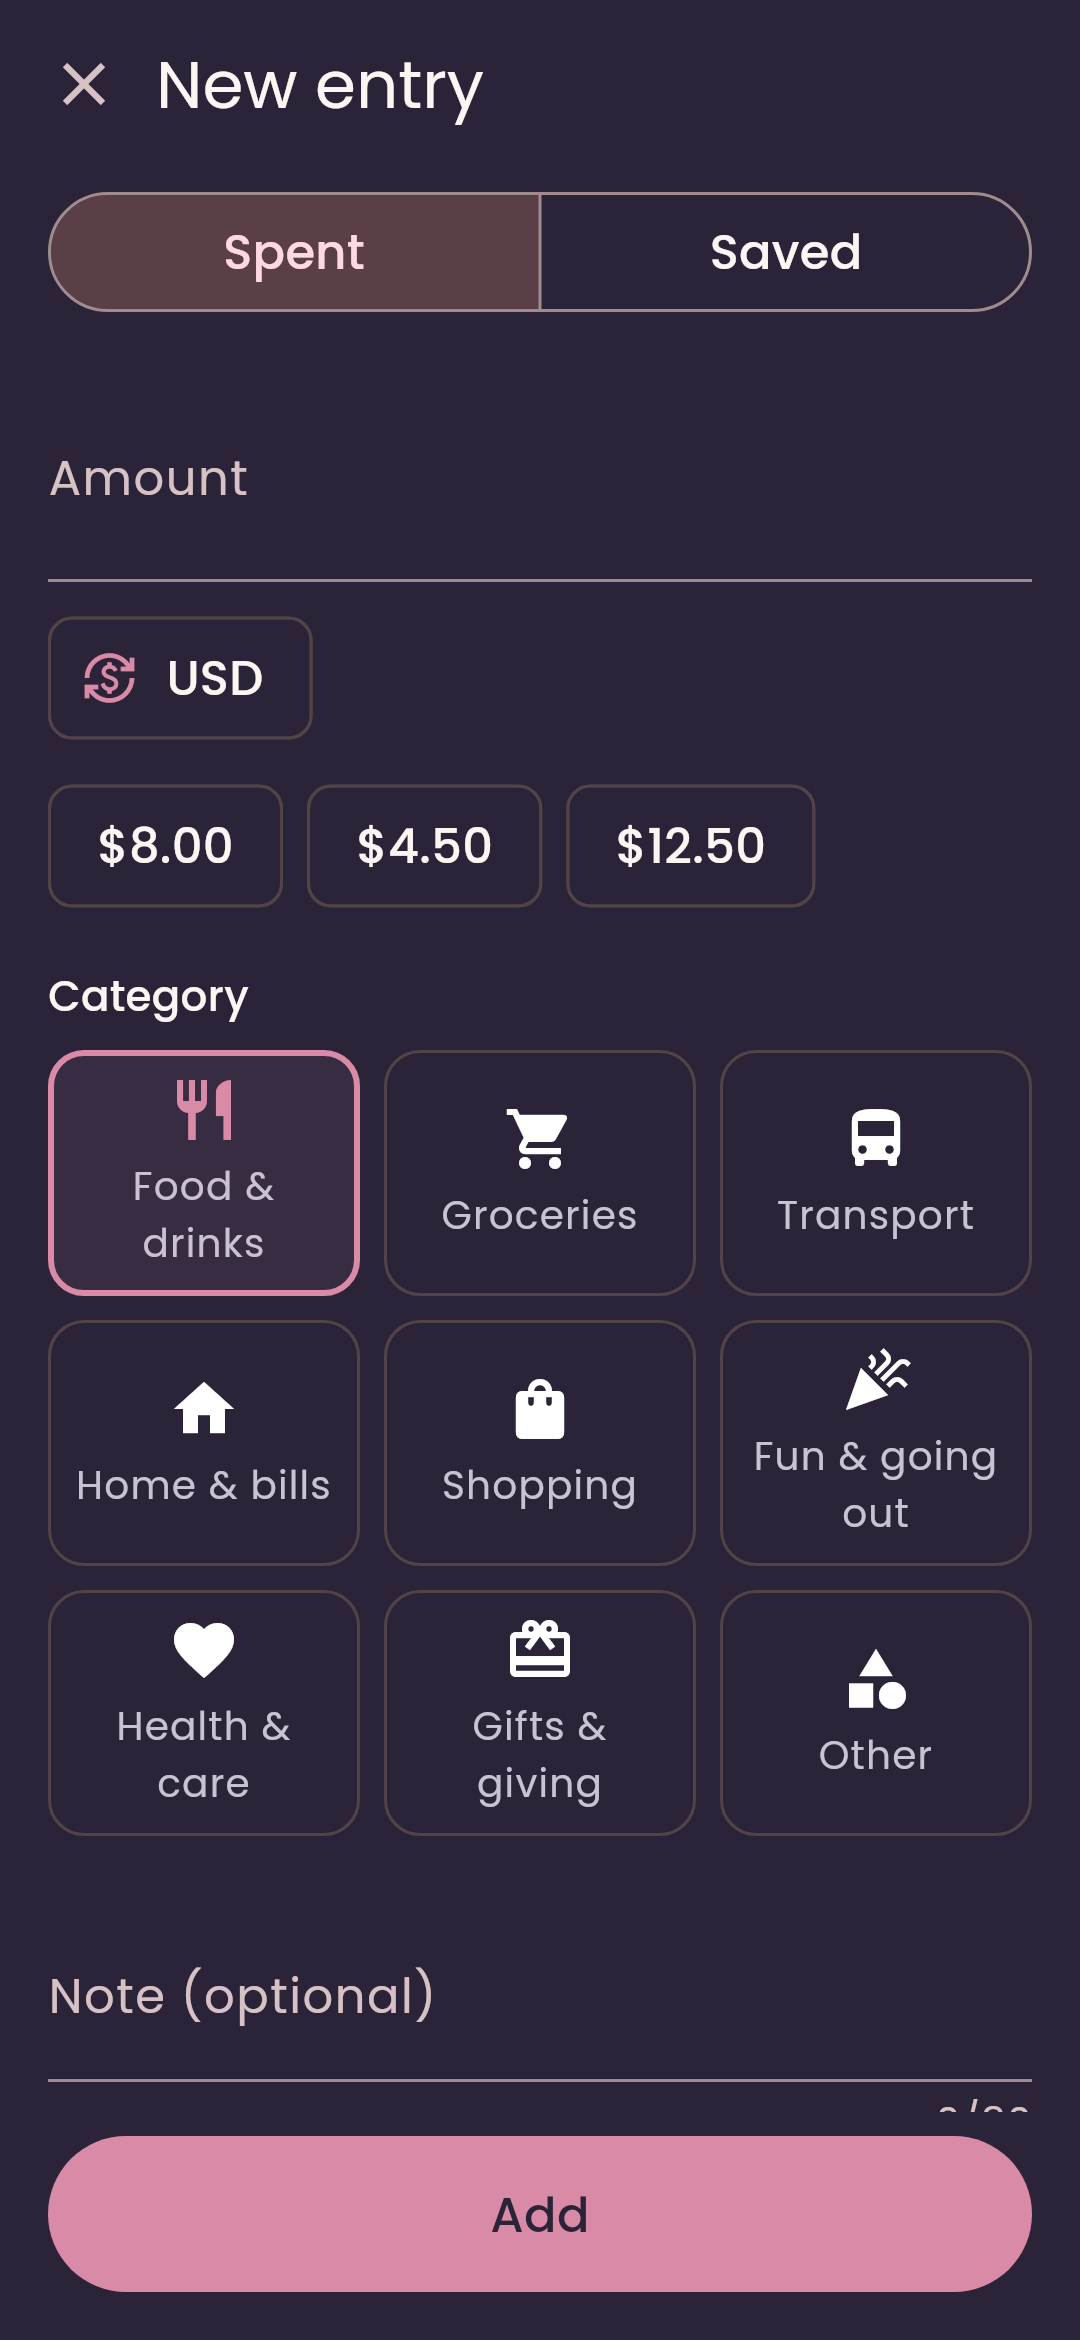 New entry
Spent
Saved
Amount
USD
$8.00
$4.50
$12.50
Category
Food &
drinks
Groceries
Transport
Home & bills
Shopping
Fun & going
out
Health &
care
Gifts &
giving
Other
Note (optional)
Add